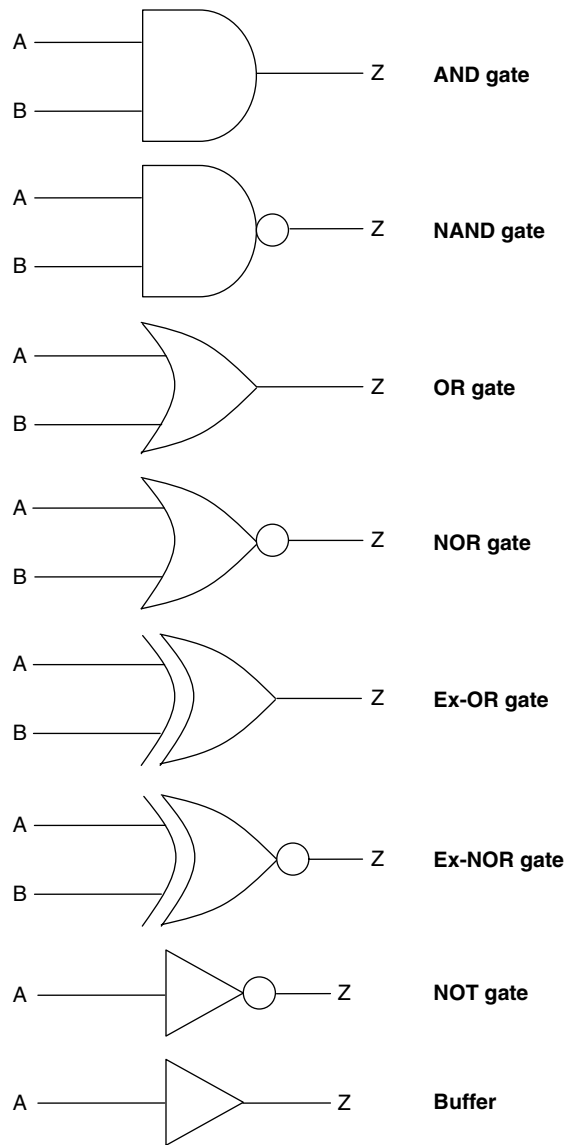 A
Z AND gate
B
A
Z NAND gate
B
A
Z OR gate
B
A
Z NOR gate
B
A
Z Ex-OR gate
B
A
Z Ex-NOR gate
B
A Z NOT gate
A Z Buffer